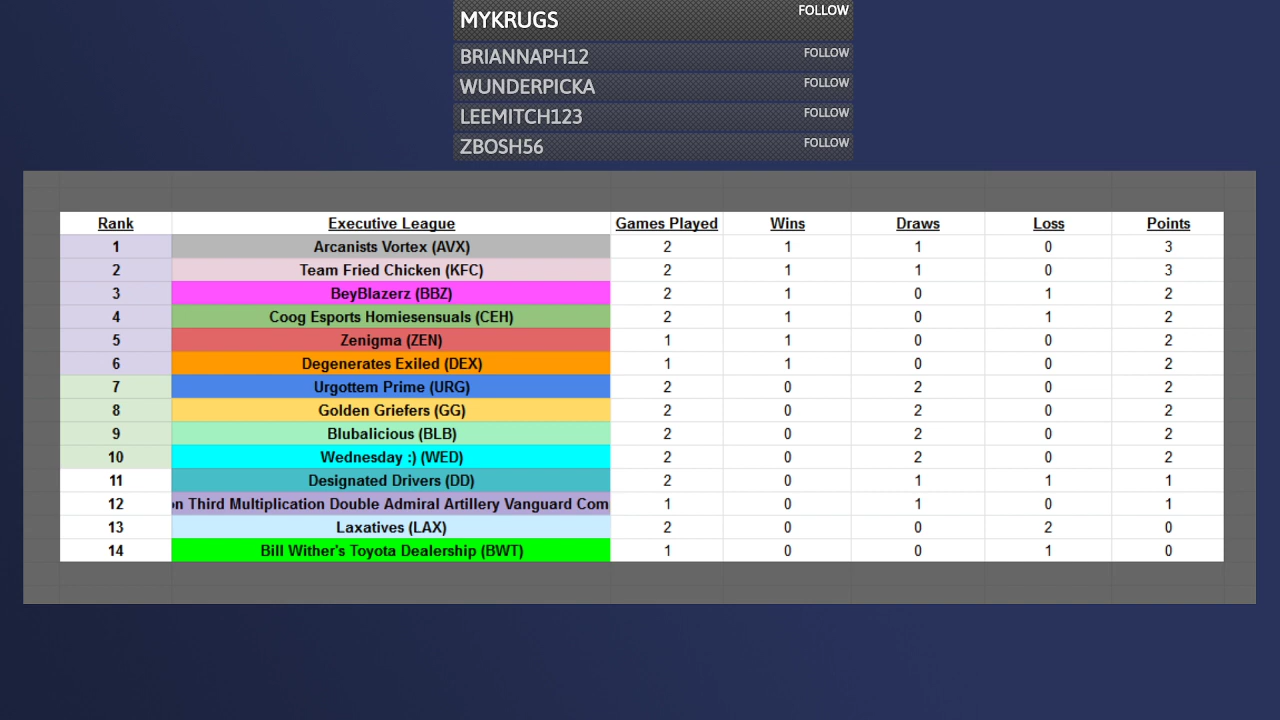 MYKRUGS FOLLOW
BRIANNAPH12 FOLLOW
WUNDERPICKA FOLLOW
LEEMITCH123 FOLLOW
ZBOSH56 FOLLOW
Rank Executive League Games Played Wins Draws Loss Points
1 Arcanists Vortex (AVX) 2 1 1 0 3
2 Team Fried Chicken (KFC) 2 1 1 0 3
3 BeyBlazerz (BBZ) 2 1 0 1 2
4 Coog Esports Homiesensuals (CEH) 2 1 0 1 2
5 Zenigma (ZEN) 1 1 0 0 2
6 Degenerates Exiled (DEX) 1 1 0 0 2
7 Urgottem Prime (URG) 2 0 2 0 2
8 Golden Griefers (GG) 2 0 2 0 2
9 Blubalicious (BLB) 2 0 2 0 2
10 Wednesday :) (WED) 2 0 2 0 2
11 Designated Drivers (DD) 2 0 1 1 1
12 on Third Multiplication Double Admiral Artillery Vanguard Com 1 0 1 0 1
13 Laxatives (LAX) 2 0 0 2 0
14 Bill Wither's Toyota Dealership (BWT) 1 0 0 1 0